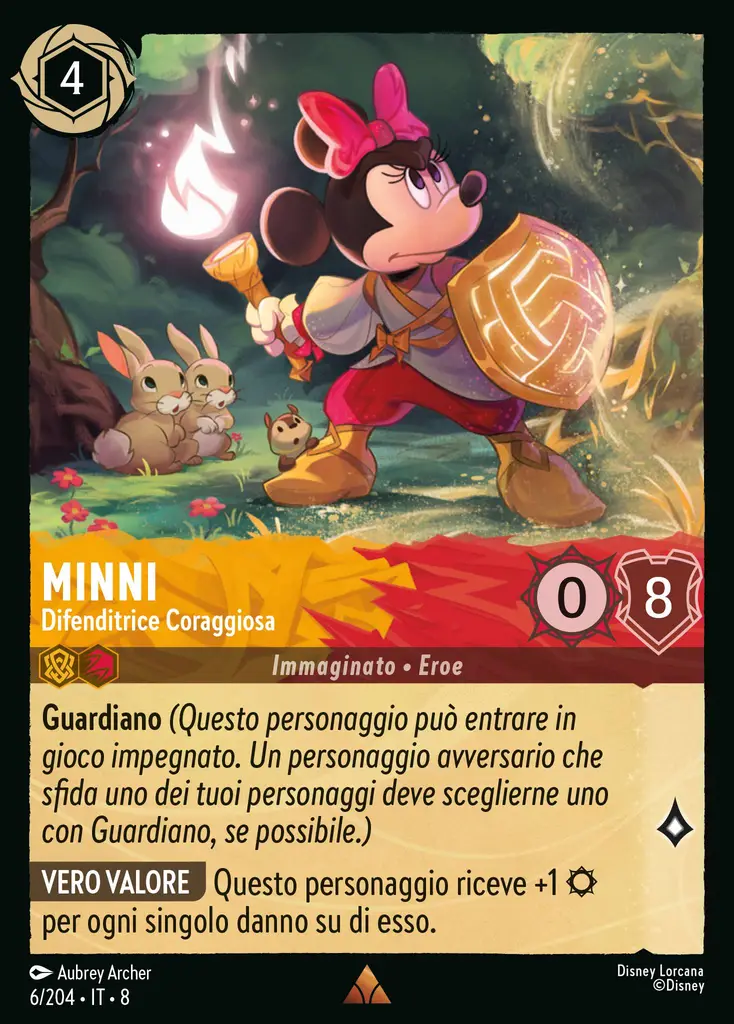 4
MINNI
Difenditrice Coraggiosa
0
8
Immaginato • Eroe
Guardiano (Questo personaggio può entrare in
gioco impegnato. Un personaggio avversario che
sfida uno dei tuoi personaggi deve sceglierne uno
con Guardiano, se possibile.)
VERO VALORE Questo personaggio riceve +1
per ogni singolo danno su di esso.
Aubrey Archer
6/204 • IT • 8
Disney Lorcana
©Disney